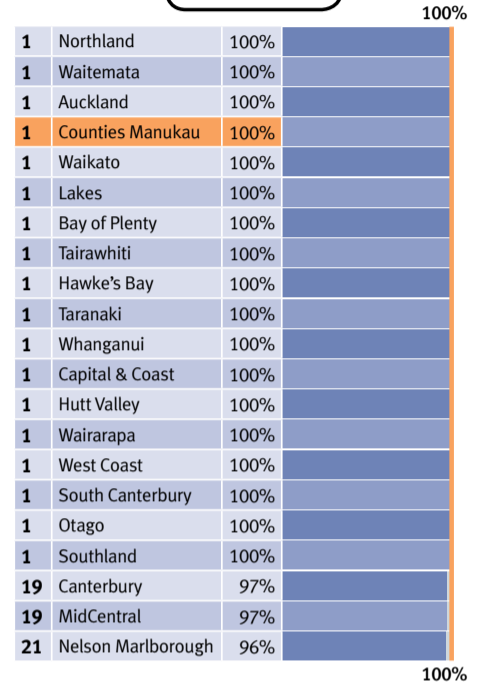 100%
1 Northland 100%
1 Waitemata 100%
1 Auckland 100%
1 Counties Manukau 100%
1 Waikato 100%
1 Lakes 100%
1 Bay of Plenty 100%
1 Tairawhiti 100%
1 Hawke’s Bay 100%
1 Taranaki 100%
1 Whanganui 100%
1 Capital & Coast 100%
1 Hutt Valley 100%
1 Wairarapa 100%
1 West Coast 100%
1 South Canterbury 100%
1 Otago 100%
1 Southland 100%
19 Canterbury 97%
19 MidCentral 97%
21 Nelson Marlborough 96%
100%